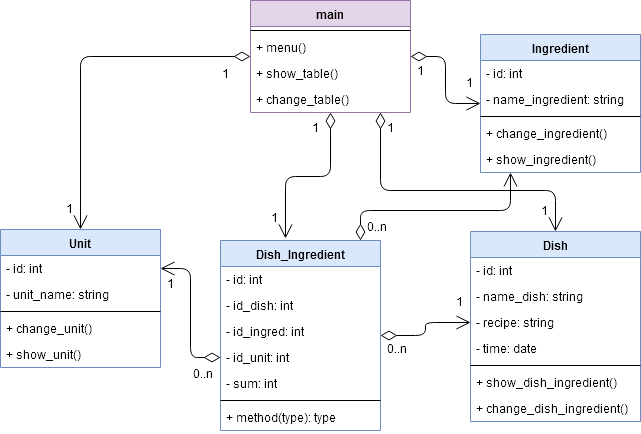 main
+ menu()
+ show_table()
+ change_table()
1
1
1
1
Ingredient
- id: int
- name_ingredient: string
+ change_ingredient()
+ show_ingredient()
1
1
1
1
0..n
Unit
- id: int
- unit_name: string
+ change_unit()
+ show_unit()
1
0..n
Dish_Ingredient
- id: int
- id_dish: int
- id_ingred: int
- id_unit: int
- sum: int
+ method(type): type
0..n
1
Dish
- id: int
- name_dish: string
- recipe: string
- time: date
+ show_dish_ingredient()
+ change_dish_ingredient()